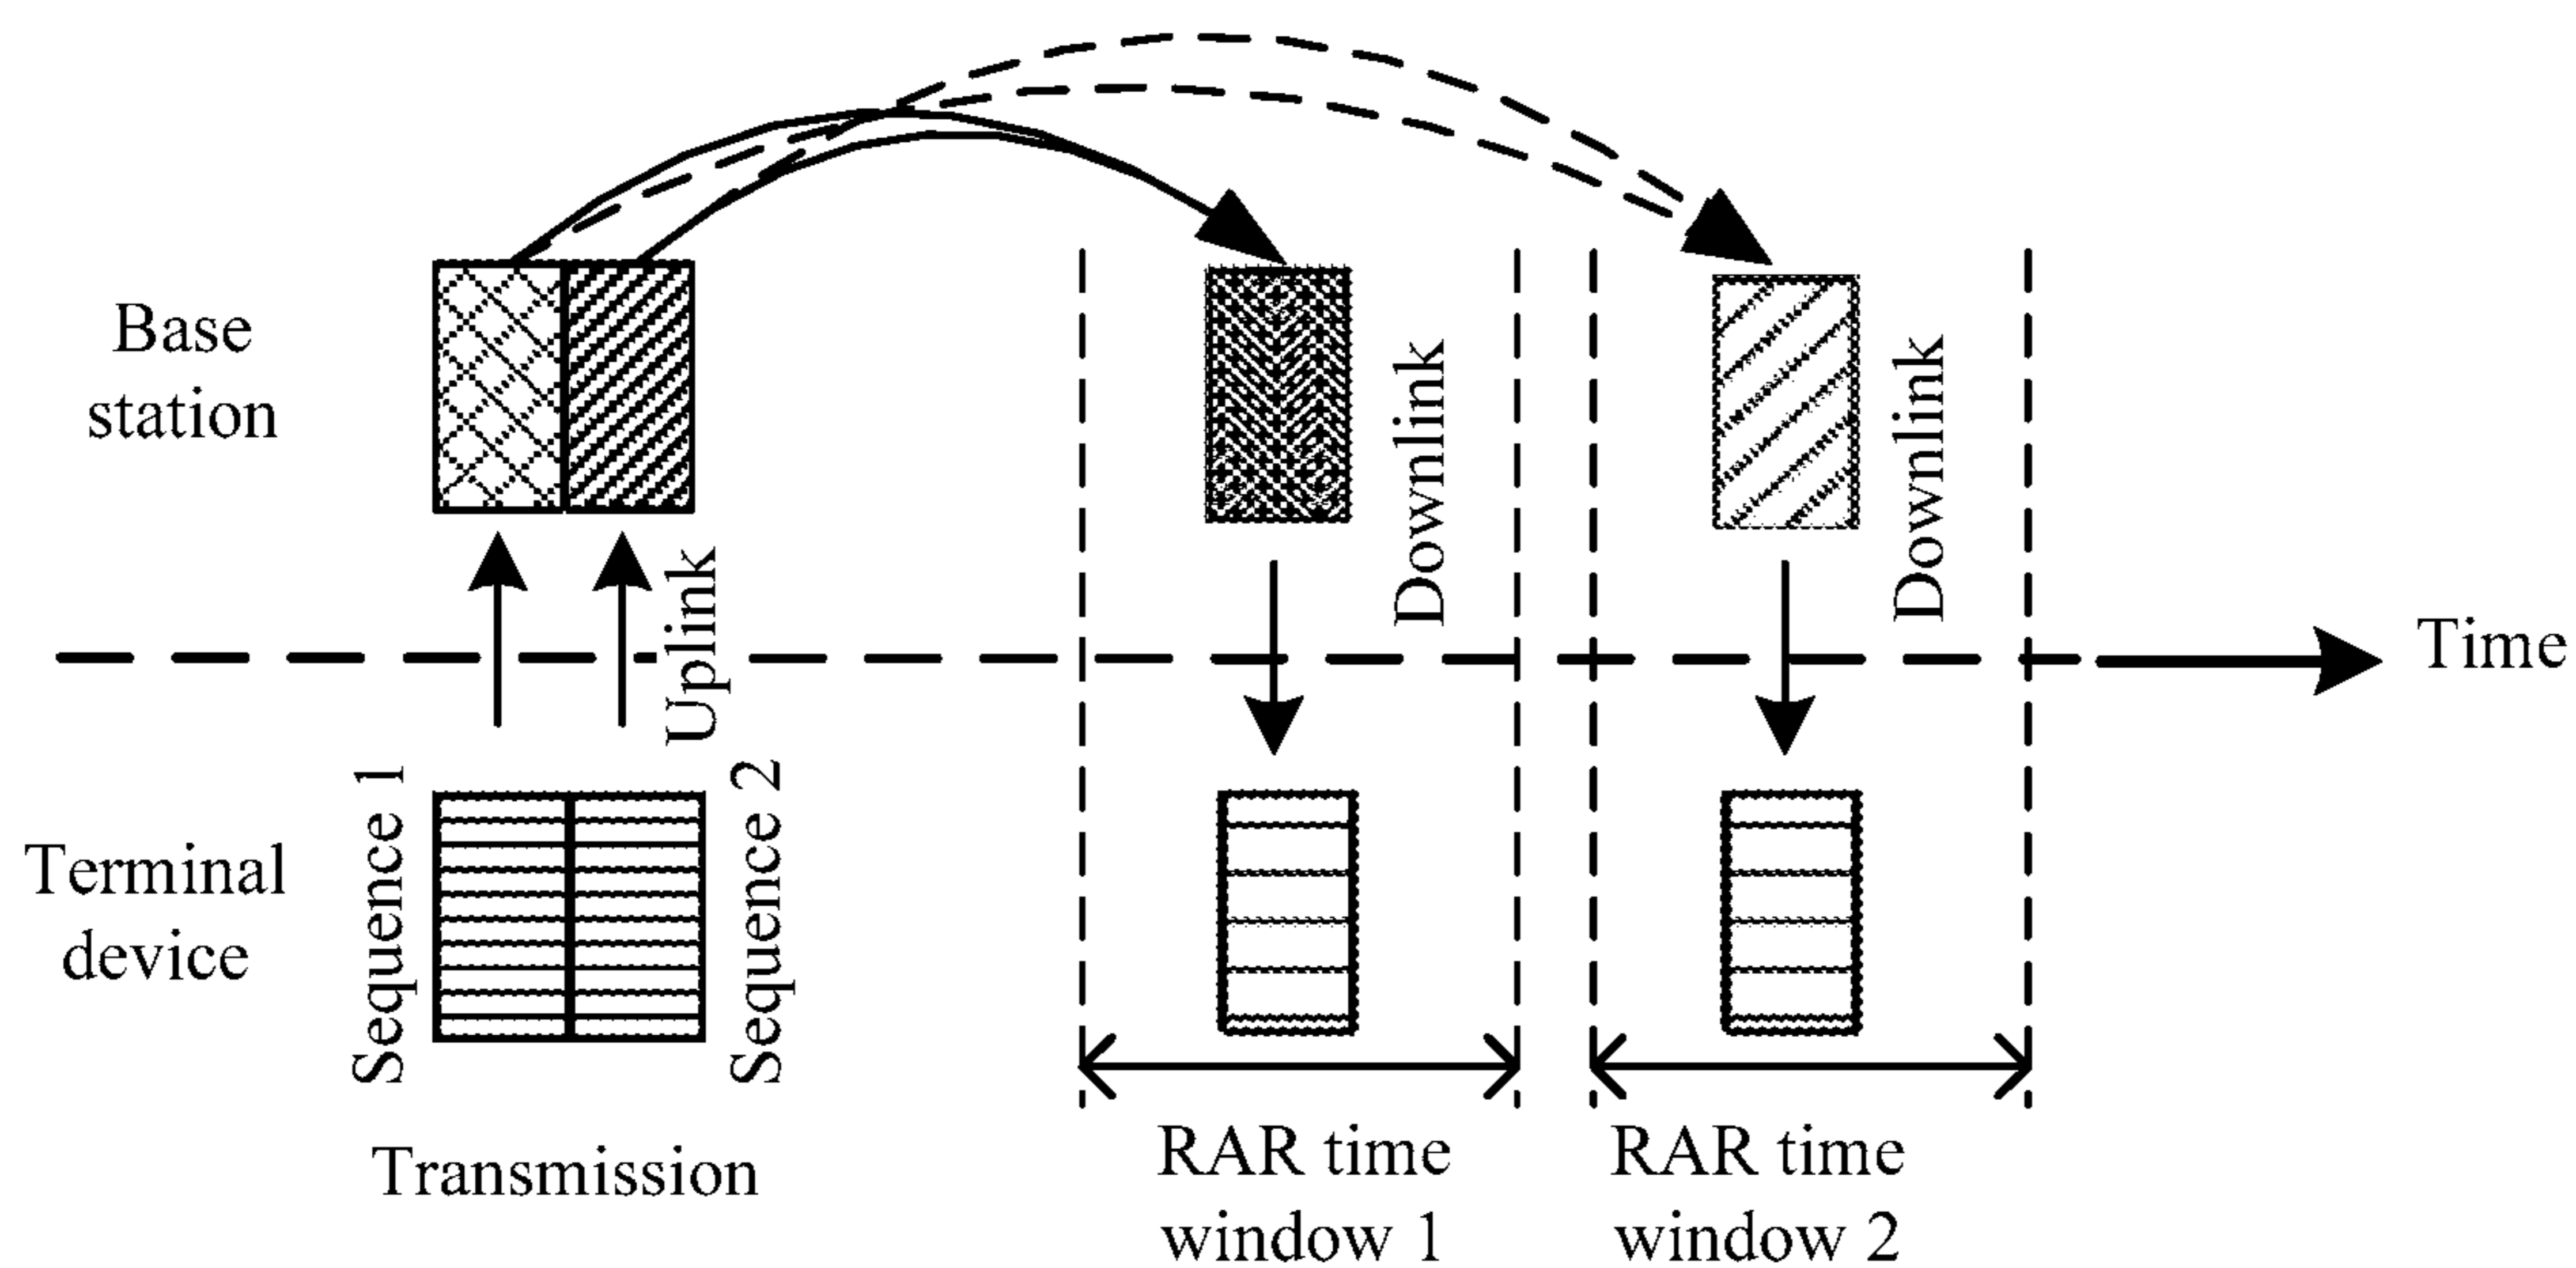 Base
station
Uplink
Downlink
Downlink
Time
Terminal
device
Sequence 1
Sequence 2
Transmission
RAR time
window 1
RAR time
window 2